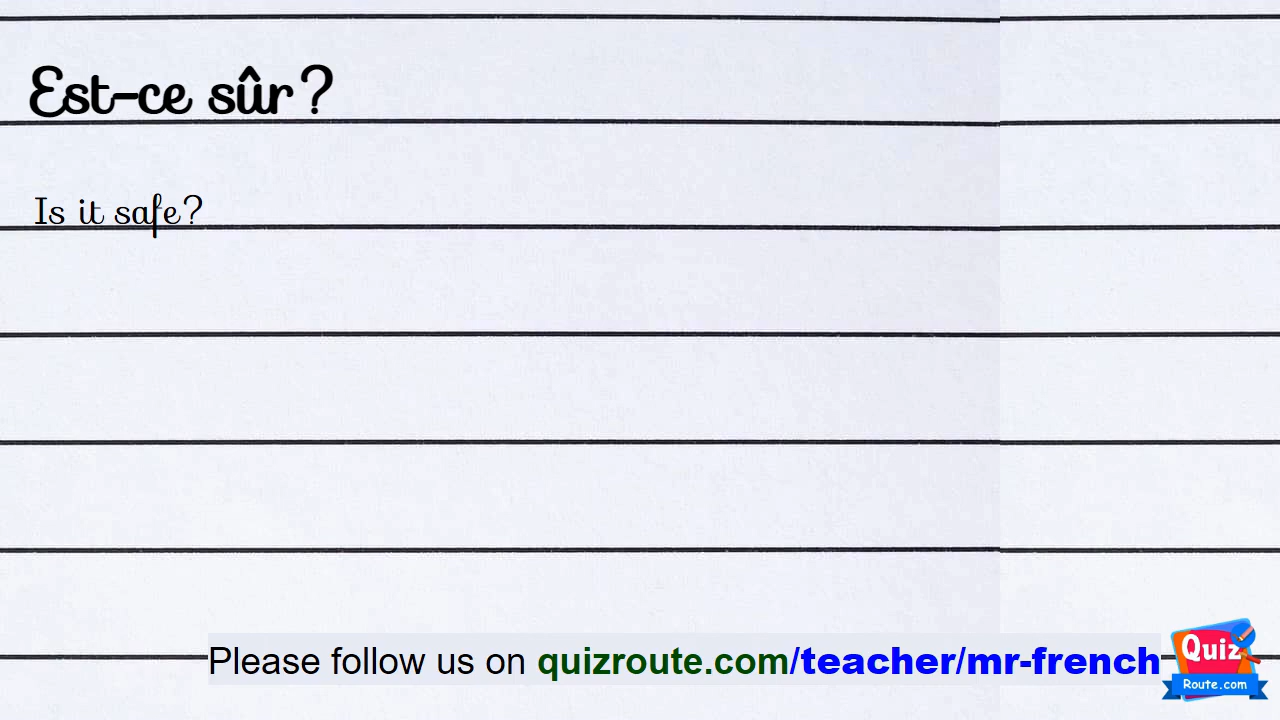 Est-ce sûr?
Is it safe?
Please follow us on quizroute.com/teacher/mr-french
Quiz
Route.com